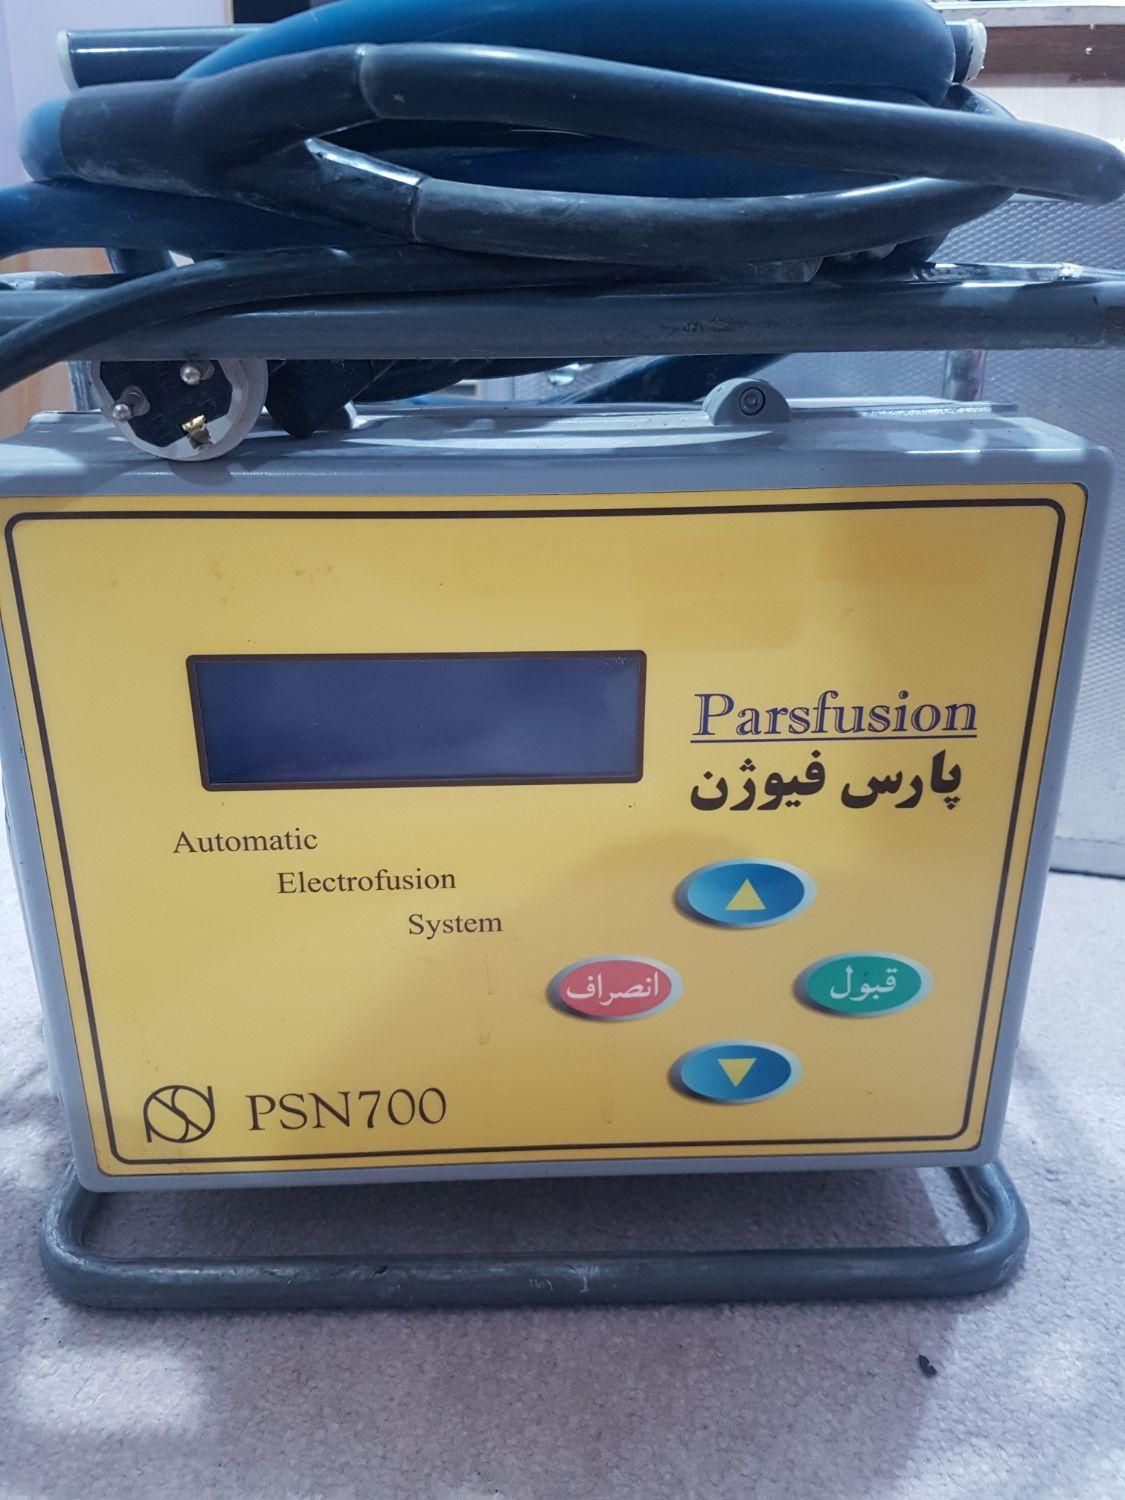 Parsfusion
پارس فیوژن
Automatic
Electrofusion
System
انصراف
قبول
PSN700